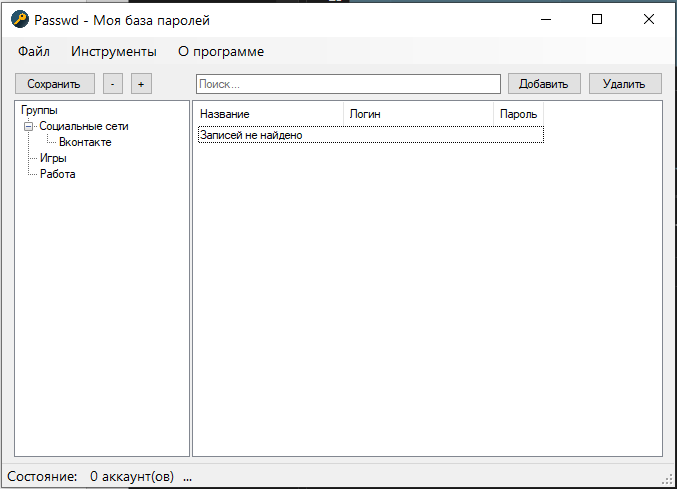 Passwd - Моя база паролей
Файл Инструменты О программе
Сохранить - + Поиск... Добавить Удалить
Группы
Социальные сети
Вконтакте
Игры
Работа
Название Логин Пароль
Записей не найдено
Состояние: 0 аккаунт(ов) ...